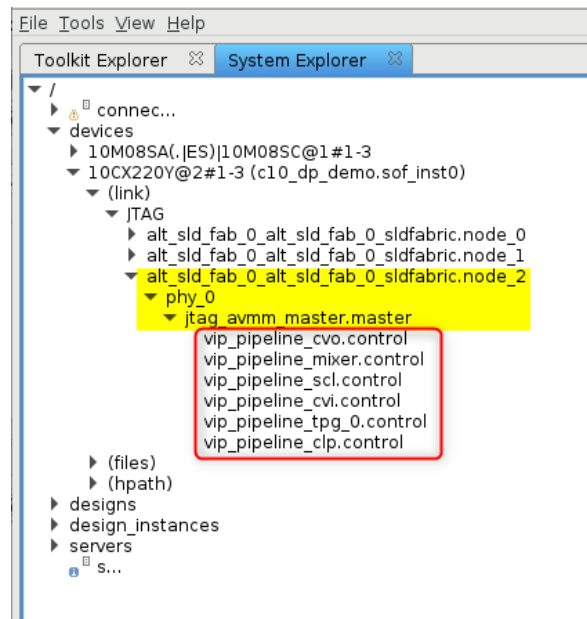 File Tools View Help
Toolkit Explorer System Explorer
/
connec...
devices
10M08SA(.|ES)|10M08SC@1#1-3
10CX220Y@2#1-3 (c10_dp_demo.sof_inst0)
(link)
JTAG
alt_sld_fab_0_alt_sld_fab_0_sldfabric.node_0
alt_sld_fab_0_alt_sld_fab_0_sldfabric.node_1
alt_sld_fab_0_alt_sld_fab_0_sldfabric.node_2
phy_0
jtag_avmm_master.master
vip_pipeline_cvo.control
vip_pipeline_mixer.control
vip_pipeline_scl.control
vip_pipeline_cvi.control
vip_pipeline_tpg_0.control
vip_pipeline_clp.control
(files)
(hpath)
designs
design_instances
servers
s...